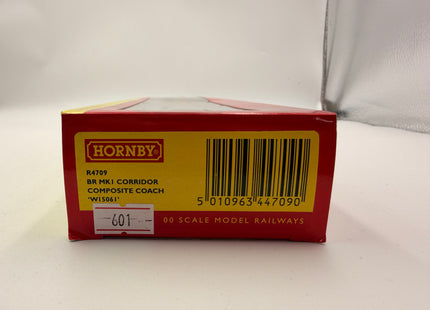 HORNBY
R4709
BR MK1 CORRIDOR
COMPOSITE COACH
'W15061'
5 010963 447090
601
00 SCALE MODEL RAILWAYS